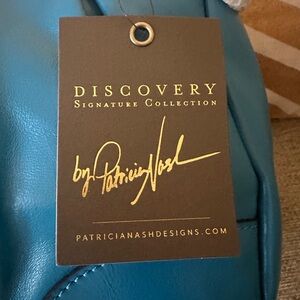 DISCOVERY
SIGNATURE COLLECTION
by Patricia Nash
PATRICIANASHDESIGNS.COM